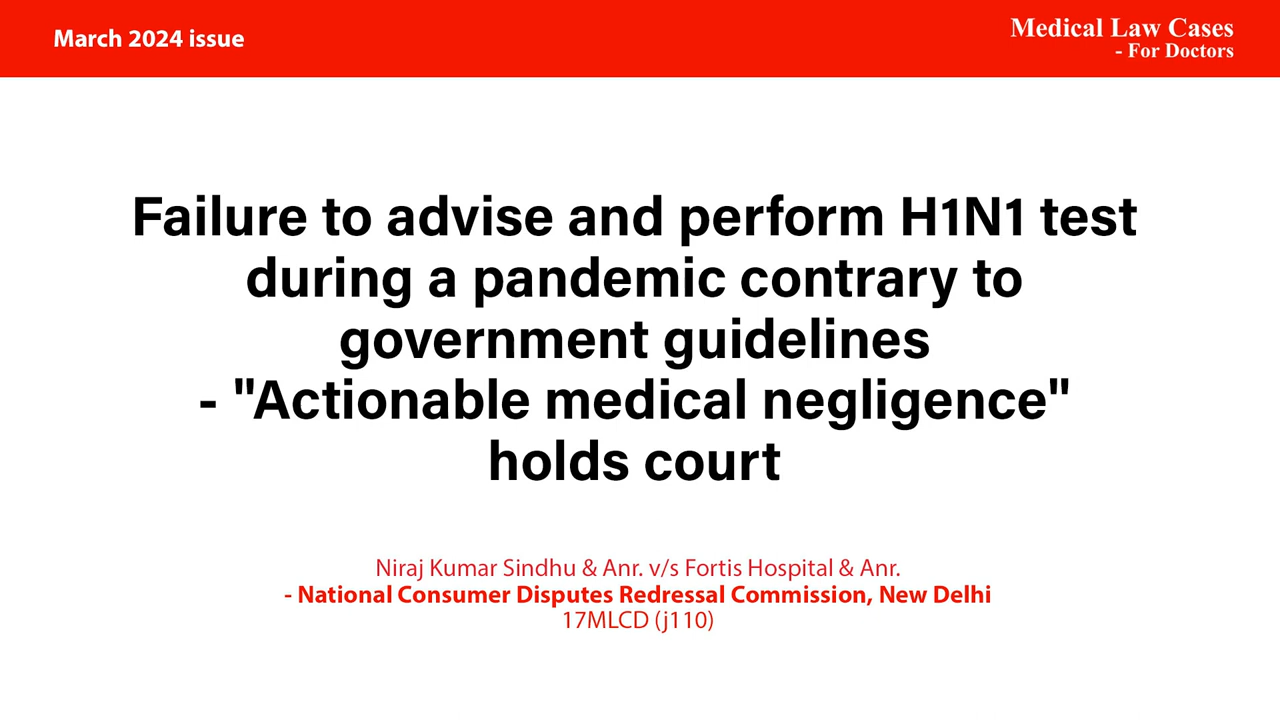 March 2024 issue
Medical Law Cases
- For Doctors
Failure to advise and perform H1N1 test
during a pandemic contrary to
government guidelines
- "Actionable medical negligence"
holds court
Niraj Kumar Sindhu & Anr. v/s Fortis Hospital & Anr.
- National Consumer Disputes Redressal Commission, New Delhi
17MLCD (j110)